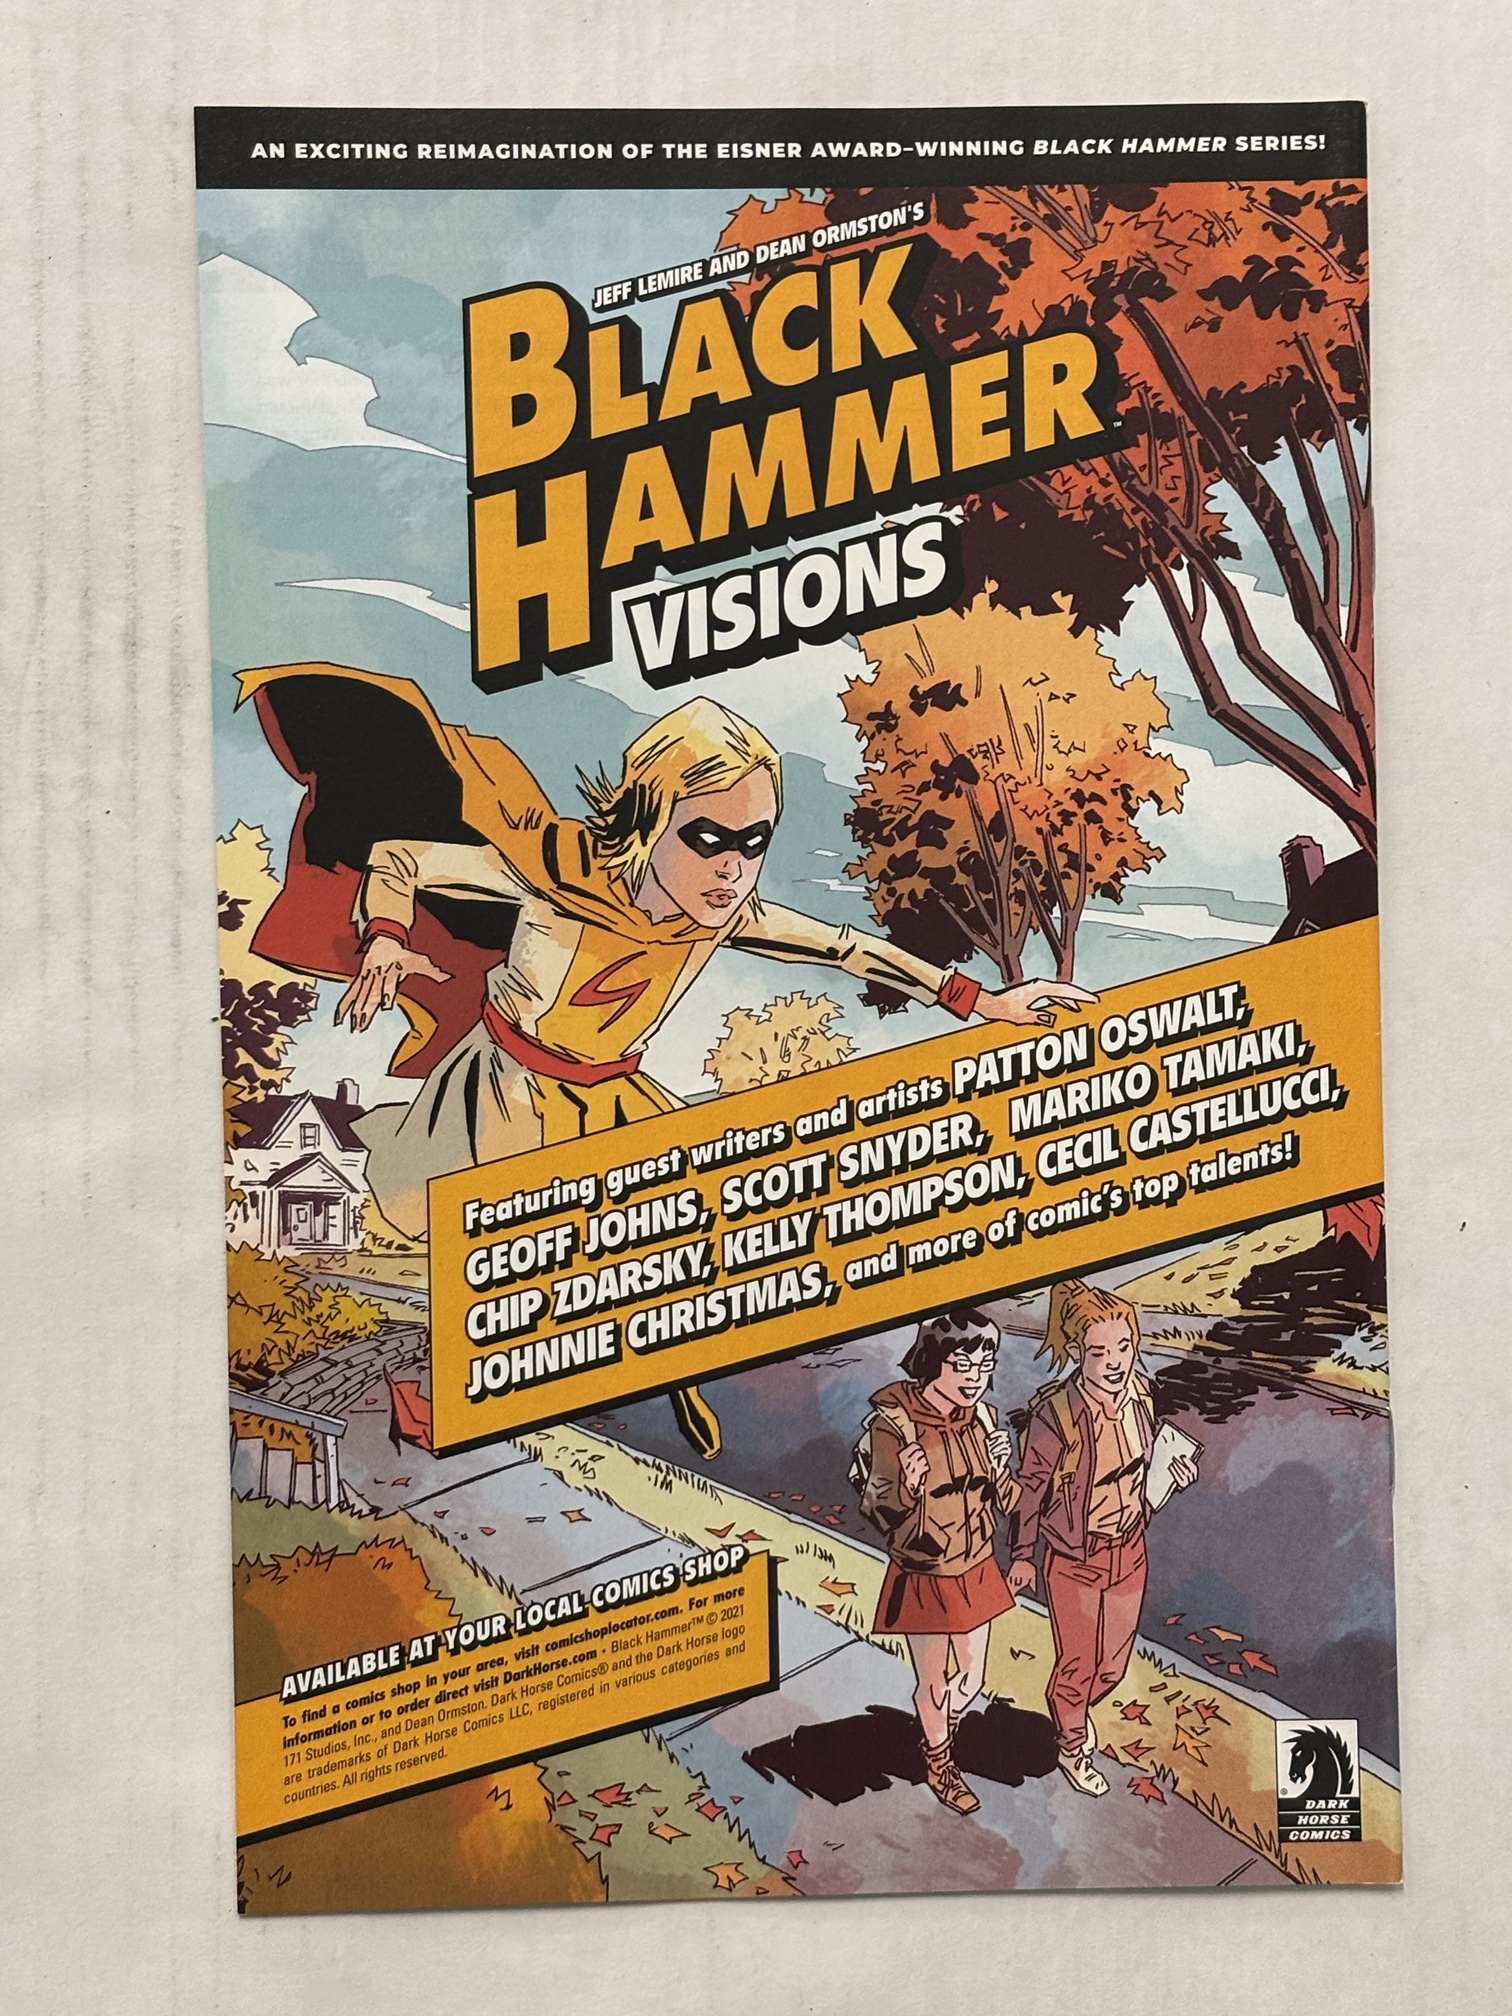 AN EXCITING REIMAGINATION OF THE EISNER AWARD–WINNING BLACK HAMMER SERIES!
JEFF LEMIRE AND DEAN ORMSTON'S
BLACK
HAMMER™
VISIONS
Featuring guest writers and artists PATTON OSWALT,
GEOFF JOHNS, SCOTT SNYDER, MARIKO TAMAKI,
CHIP ZDARSKY, KELLY THOMPSON, CECIL CASTELLUCCI,
JOHNNIE CHRISTMAS, and more of comic's top talents!
AVAILABLE AT YOUR LOCAL COMICS SHOP
To find a comics shop in your area, visit comicshoplocator.com. For more
information or to order direct visit DarkHorse.com • Black Hammer™ © 2021
171 Studios, Inc., and Dean Ormston. Dark Horse Comics® and the Dark Horse logo
are trademarks of Dark Horse Comics LLC, registered in various categories and
countries. All rights reserved.
®
DARK
HORSE
COMICS